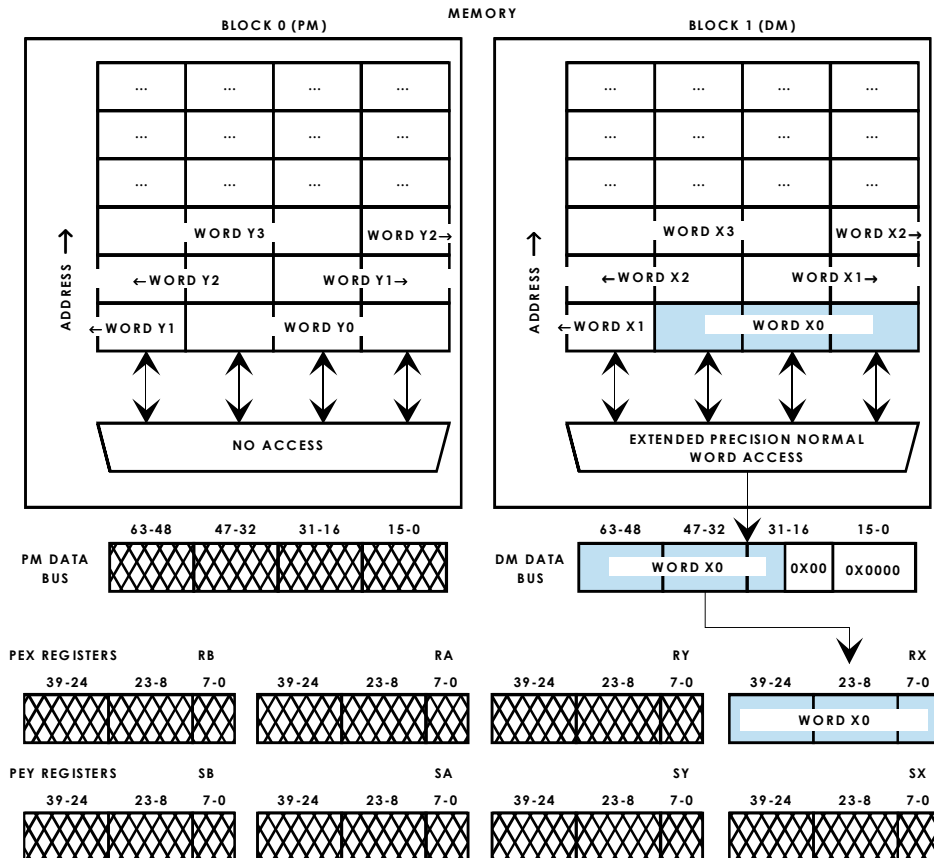 MEMORY
BLOCK 0 (PM) BLOCK 1 (DM)
... ... ... ... ... ... ... ...
... ... ... ... ... ... ... ...
... ... ... ... ... ... ... ...
WORD Y3 WORD Y2→ WORD X3 WORD X2→
←WORD Y2 WORD Y1→ ←WORD X2 WORD X1→
←WORD Y1 WORD Y0 ←WORD X1 WORD X0
ADDRESS → ADDRESS →
NO ACCESS
EXTENDED PRECISION NORMAL
WORD ACCESS
63-48 47-32 31-16 15-0 63-48 47-32 31-16 15-0
PM DATA
BUS
DM DATA
BUS
WORD X0 0X00 0X0000
PEX REGISTERS RB RA RY RX
39-24 23-8 7-0 39-24 23-8 7-0 39-24 23-8 7-0 39-24 23-8 7-0
WORD X0
PEY REGISTERS SB SA SY SX
39-24 23-8 7-0 39-24 23-8 7-0 39-24 23-8 7-0 39-24 23-8 7-0